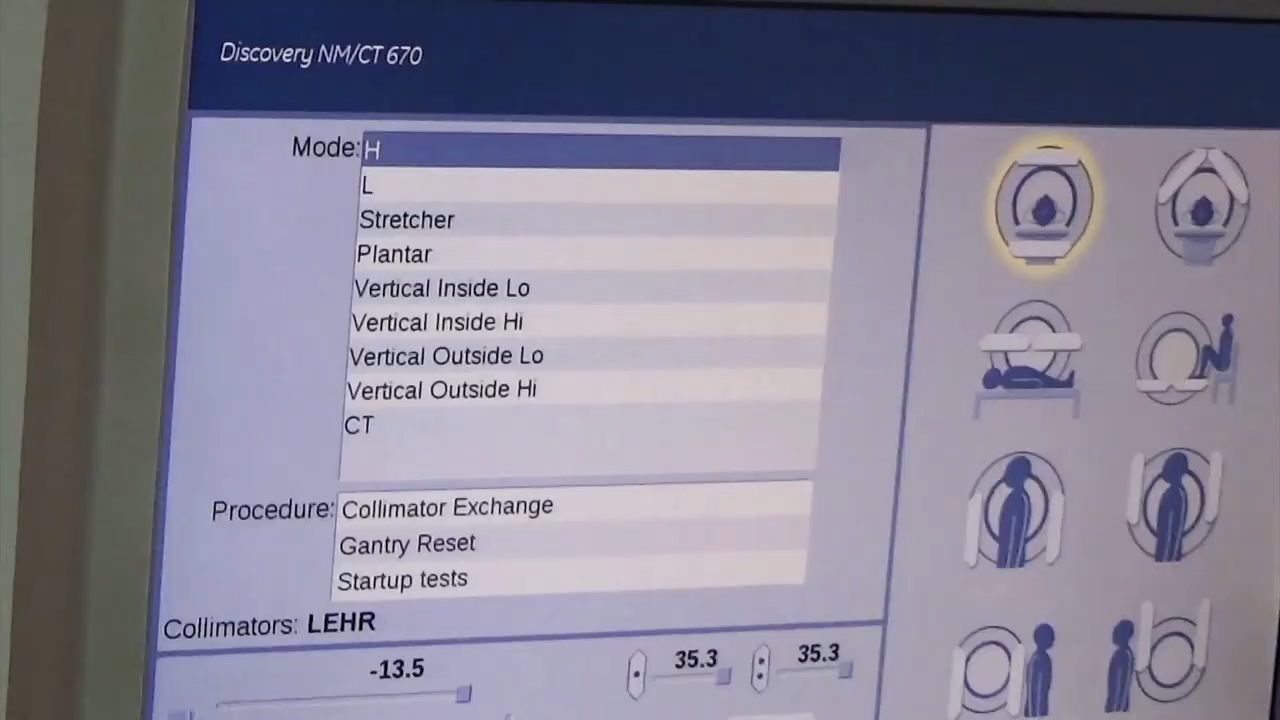 Discovery NM/CT 670
Mode: H
L
Stretcher
Plantar
Vertical Inside Lo
Vertical Inside Hi
Vertical Outside Lo
Vertical Outside Hi
CT
Procedure: Collimator Exchange
Gantry Reset
Startup tests
Collimators: LEHR
-13.5 35.3 35.3